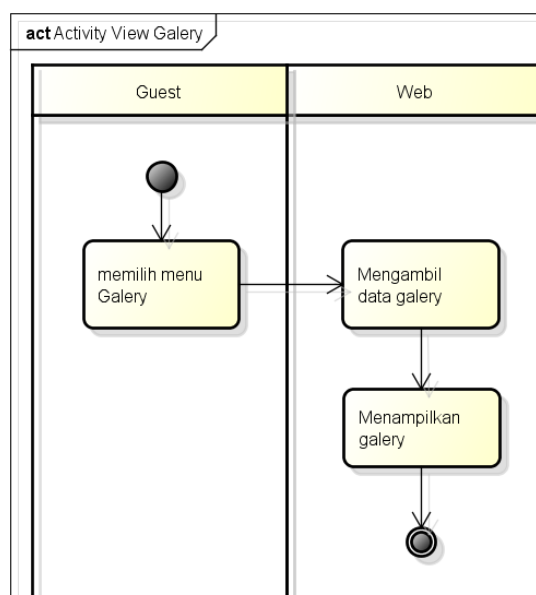 act Activity View Galery
Guest
Web
memilih menu
Galery
Mengambil
data galery
Menampilkan
galery